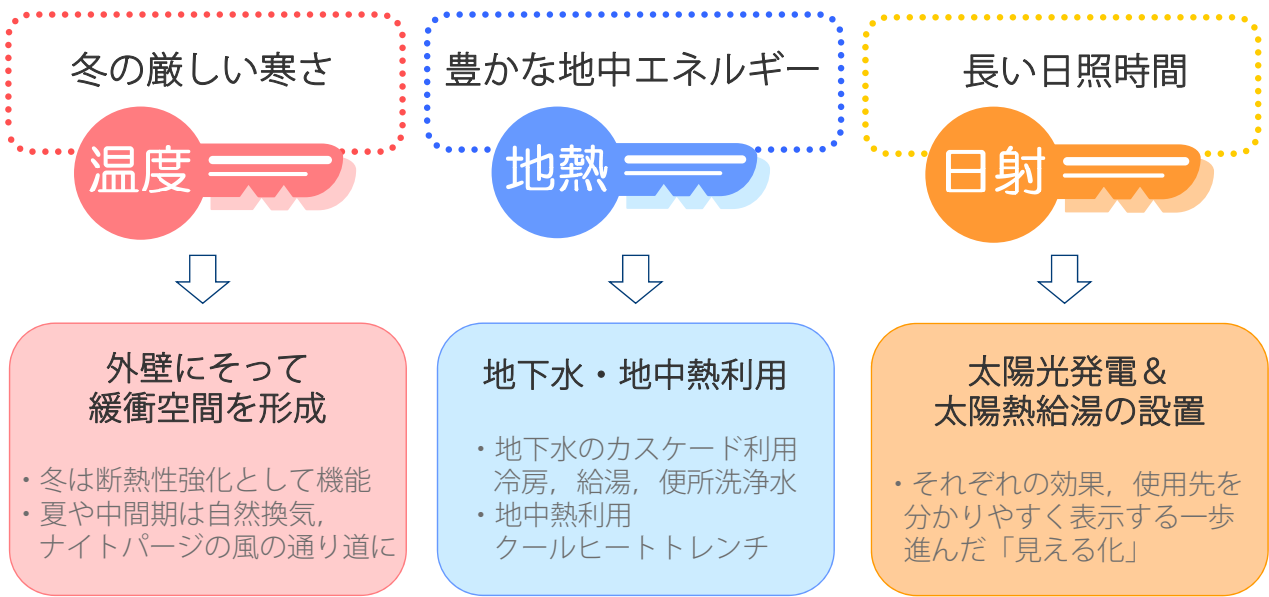 冬の厳しい寒さ
温度
外壁にそって
緩衝空間を形成
・冬は断熱性強化として機能
・夏や中間期は自然換気,
ナイトパージの風の通り道に
豊かな地中エネルギー
地熱
地下水・地中熱利用
・地下水のカスケード利用
冷房, 給湯, 便所洗浄水
・地中熱利用
クールヒートトレンチ
長い日照時間
日射
太陽光発電＆
太陽熱給湯の設置
・それぞれの効果, 使用先を
分かりやすく表示する一歩
進んだ「見える化」